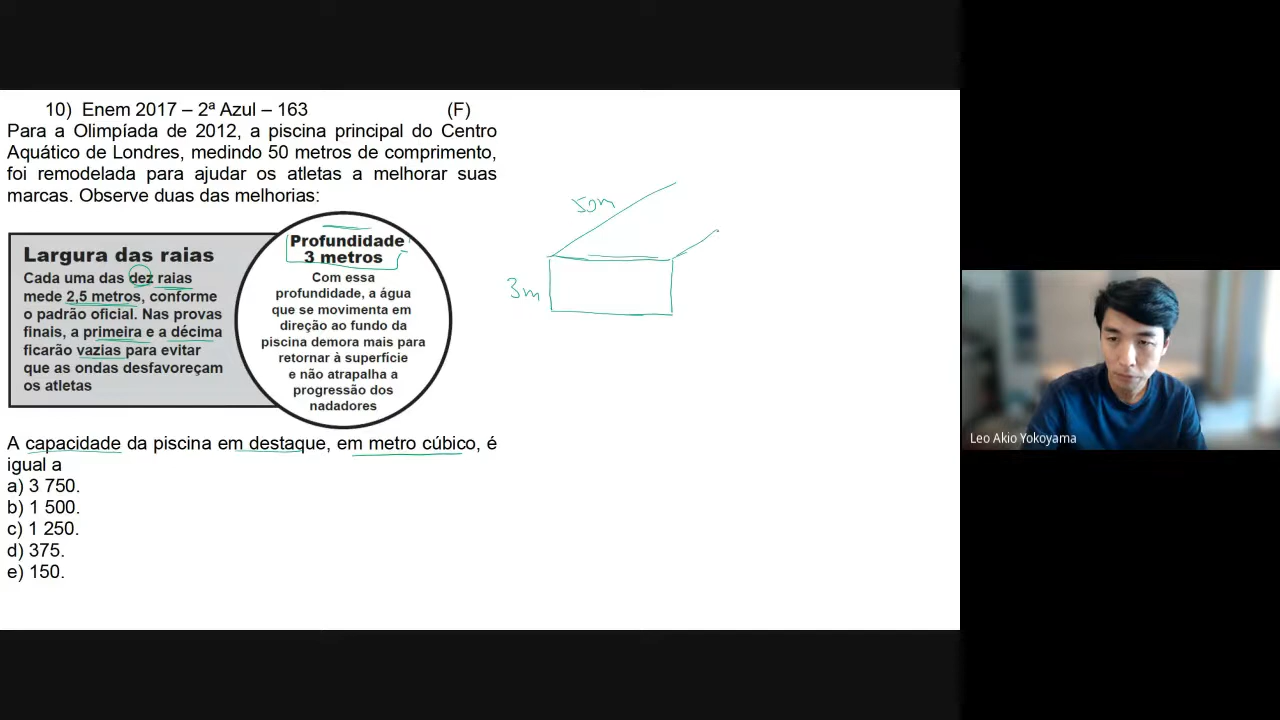 10) Enem 2017 – 2ª Azul – 163 (F)
Para a Olimpíada de 2012, a piscina principal do Centro
Aquático de Londres, medindo 50 metros de comprimento,
foi remodelada para ajudar os atletas a melhorar suas
marcas. Observe duas das melhorias:
Largura das raias
Cada uma das dez raias
mede 2,5 metros, conforme
o padrão oficial. Nas provas
finais, a primeira e a décima
ficarão vazias para evitar
que as ondas desfavoreçam
os atletas
Profundidade
3 metros
Com essa
profundidade, a água
que se movimenta em
direção ao fundo da
piscina demora mais para
retornar à superfície
e não atrapalha a
progressão dos
nadadores
A capacidade da piscina em destaque, em metro cúbico, é
igual a
a) 3 750.
b) 1 500.
c) 1 250.
d) 375.
e) 150.
50m
3m
Leo Akio Yokoyama